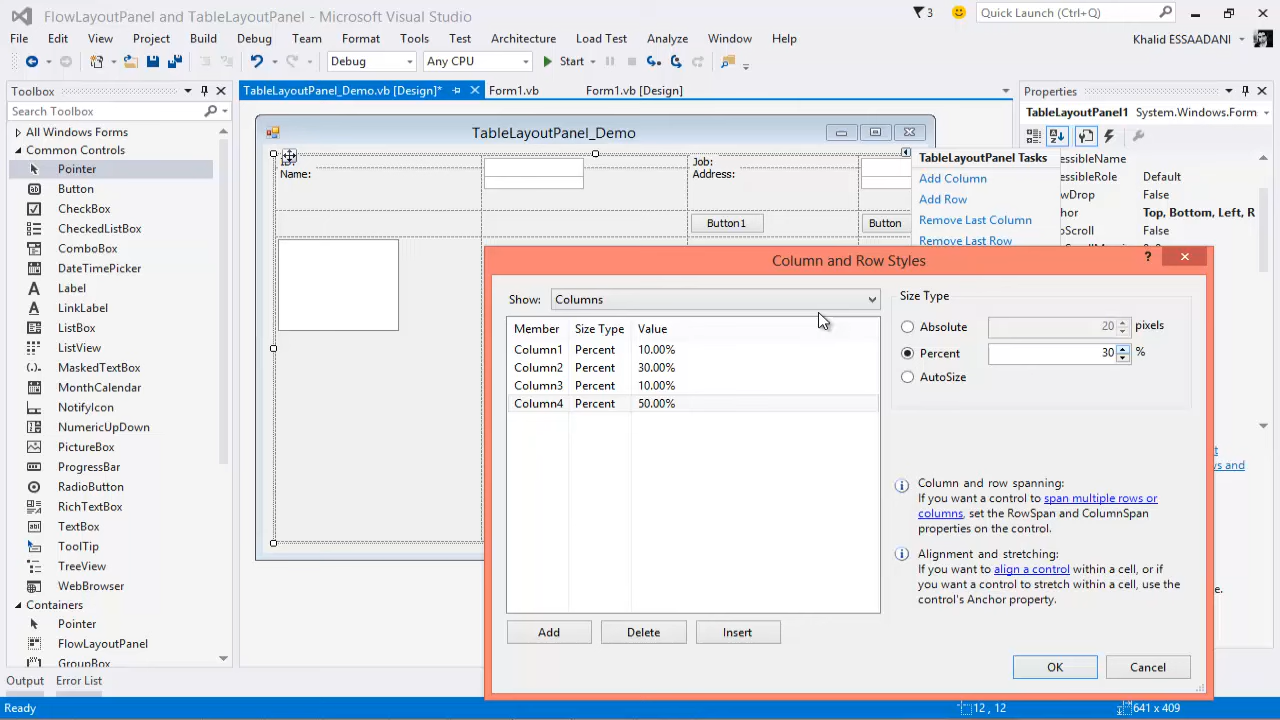 FlowLayoutPanel and TableLayoutPanel - Microsoft Visual Studio
3
Quick Launch (Ctrl+Q)
File Edit View Project Build Debug Team Format Tools Test Architecture Load Test Analyze Window Help
Khalid ESSAADANI
Debug
Any CPU
Start
Toolbox
TableLayoutPanel_Demo.vb [Design]*
Form1.vb
Form1.vb [Design]
Properties
Search Toolbox
TableLayoutPanel1 System.Windows.Form
All Windows Forms
Common Controls
Pointer
Button
CheckBox
CheckedListBox
ComboBox
DateTimePicker
Label
LinkLabel
ListBox
ListView
MaskedTextBox
MonthCalendar
NotifyIcon
NumericUpDown
PictureBox
ProgressBar
RadioButton
RichTextBox
TextBox
ToolTip
TreeView
WebBrowser
Containers
Pointer
FlowLayoutPanel
GroupBox
TableLayoutPanel_Demo
Name:
Job:
Address:
Button1
Button
TableLayoutPanel Tasks
Add Column
Add Row
Remove Last Column
Remove Last Row
essibleName
essibleRole Default
wDrop False
hor Top, Bottom, Left, R
oScroll False
Column and Row Styles
?
Show: Columns
Member Size Type Value
Column1 Percent 10.00%
Column2 Percent 30.00%
Column3 Percent 10.00%
Column4 Percent 50.00%
Size Type
Absolute 20 pixels
Percent 30 %
AutoSize
Column and row spanning:
If you want a control to span multiple rows or
columns, set the RowSpan and ColumnSpan
properties on the control.
Alignment and stretching:
If you want to align a control within a cell, or if
you want a control to stretch within a cell, use the
control's Anchor property.
Add
Delete
Insert
OK
Cancel
s and
Output
Error List
Ready
12 , 12
641 x 409